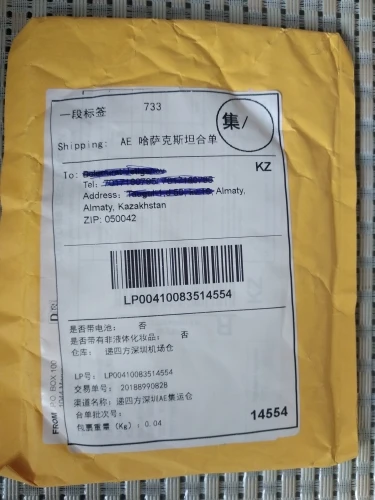 一段标签 733
集/
Shipping: AE 哈萨克斯坦合单
To:
KZ
Tel:
Address: Almaty,
Almaty, Kazakhstan
ZIP: 050042
LP00410083514554
是否带电池: 否
是否带有非液体化妆品: 否
仓库: 递四方深圳机场仓
LP号: LP00410083514554
交易单号: 20188990828
渠道名称: 递四方深圳AE集运仓
合单批次号:
包裹重量 (Kg): 0.04
14554
FROM P.O. BOX 100